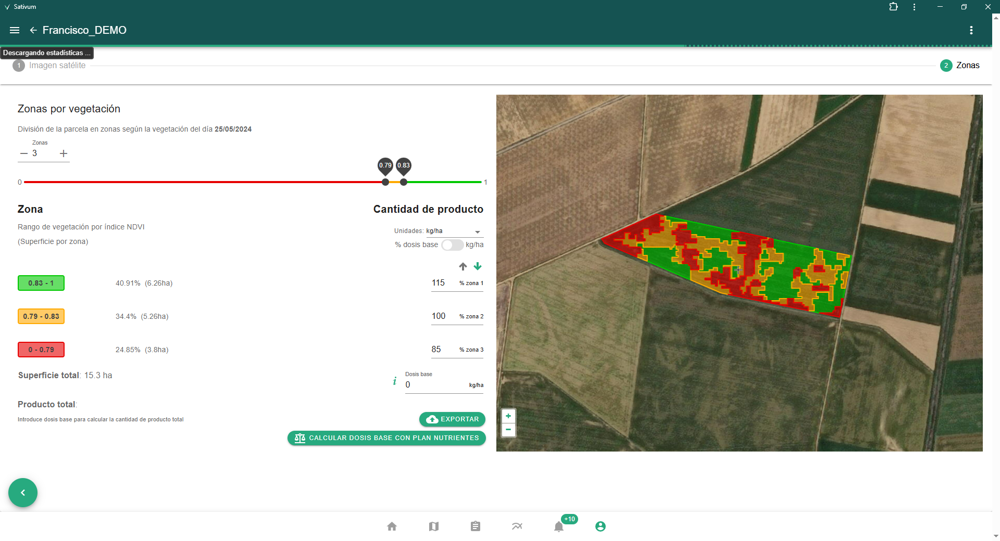 Sativum
Francisco_DEMO
Descargando estadísticas ...
1 Imagen satélite
2 Zonas
Zonas por vegetación
División de la parcela en zonas según la vegetación del día 25/05/2024
Zonas
3
0.79 0.83
0 1
Zona
Cantidad de producto
Rango de vegetación por índice NDVI
(Superficie por zona)
Unidades: kg/ha
% dosis base kg/ha
0.83 - 1 40.91% (6.26ha) 115 % zona 1
0.79 - 0.83 34.4% (5.26ha) 100 % zona 2
0 - 0.79 24.85% (3.8ha) 85 % zona 3
Superficie total: 15.3 ha
i
Dosis base
0 kg/ha
Producto total:
Introduce dosis base para calcular la cantidad de producto total
EXPORTAR
CALCULAR DOSIS BASE CON PLAN NUTRIENTES
+
−
+10